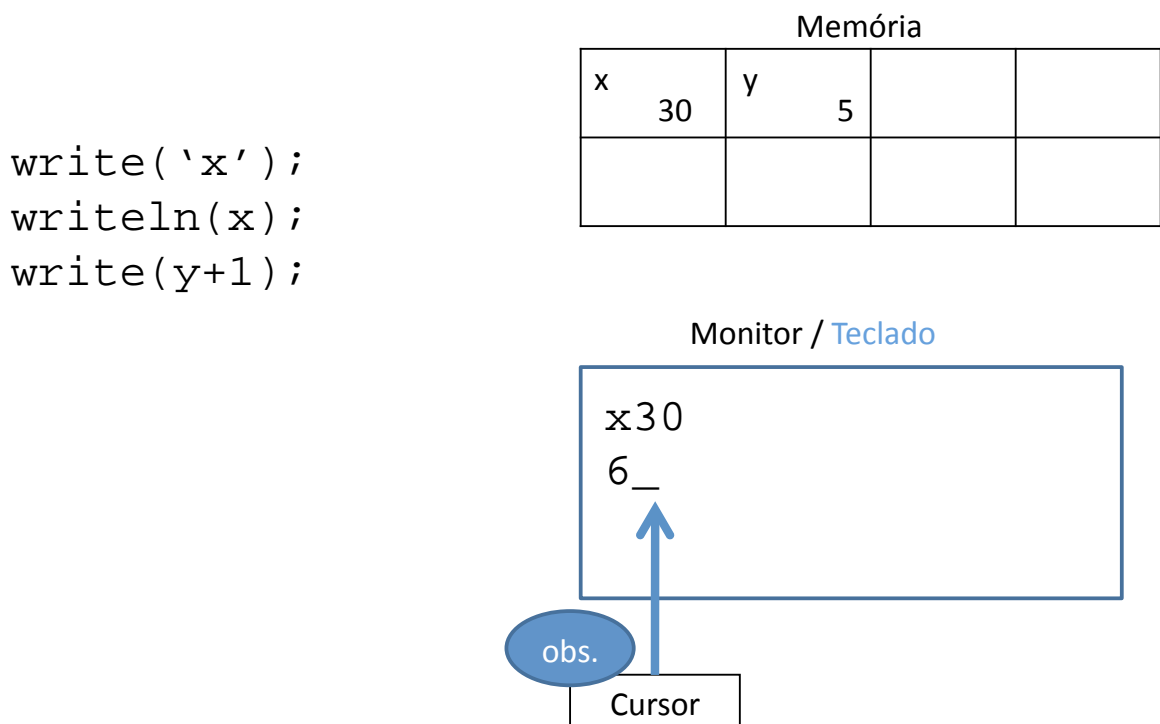 write(‘x’);
writeln(x);
write(y+1);
Memória
x y
30 5
Monitor / Teclado
x30
6_
obs.
Cursor